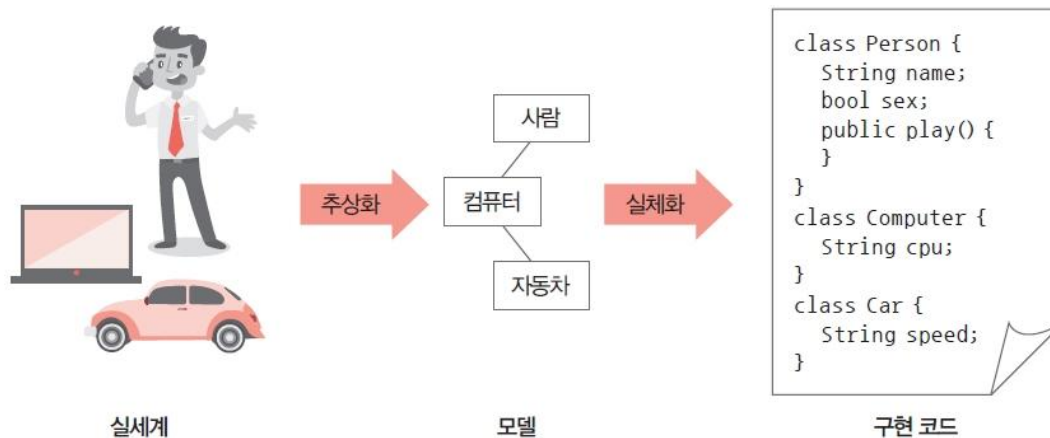 추상화
사람
컴퓨터
자동차
실체화
class Person {
String name;
bool sex;
public play() {
}
}
class Computer {
String cpu;
}
class Car {
String speed;
}
실세계
모델
구현 코드